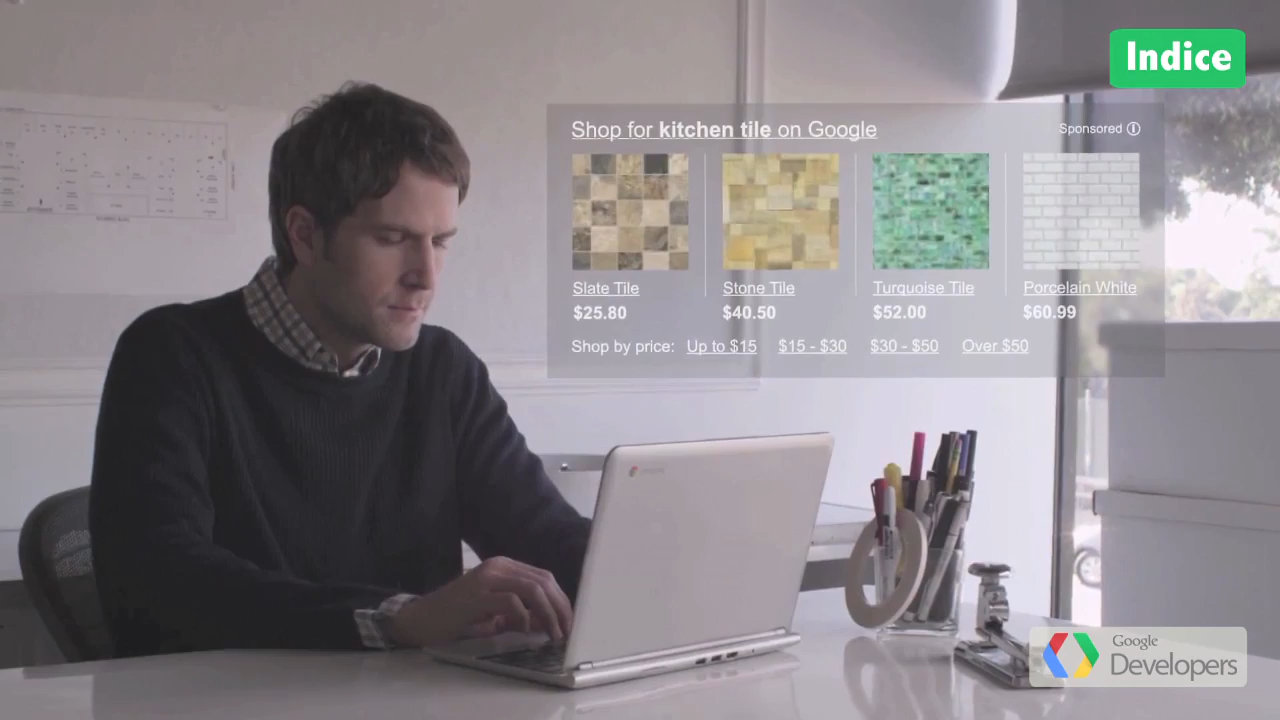 Indice
Shop for kitchen tile on Google
Sponsored
Slate Tile
$25.80
Stone Tile
$40.50
Turquoise Tile
$52.00
Porcelain White
$60.99
Shop by price: Up to $15 $15 - $30 $30 - $50 Over $50
Google
Developers